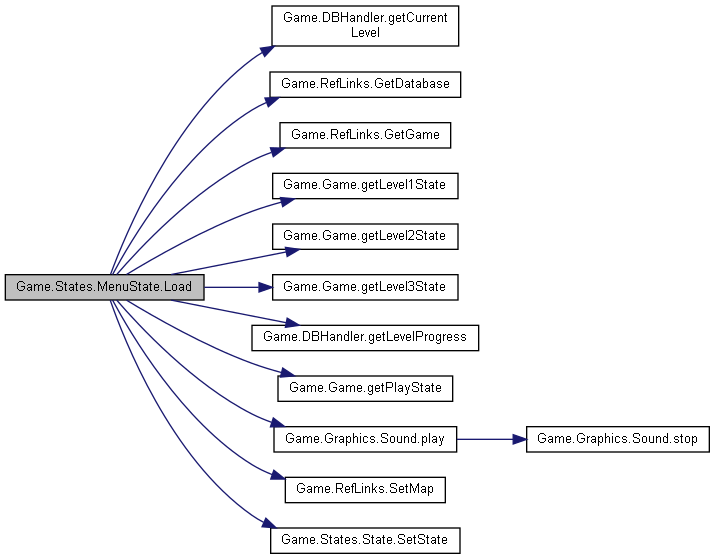 Game.DBHandler.getCurrent
Level
Game.RefLinks.GetDatabase
Game.RefLinks.GetGame
Game.Game.getLevel1State
Game.Game.getLevel2State
Game.States.MenuState.Load
Game.Game.getLevel3State
Game.DBHandler.getLevelProgress
Game.Game.getPlayState
Game.Graphics.Sound.play
Game.Graphics.Sound.stop
Game.RefLinks.SetMap
Game.States.State.SetState